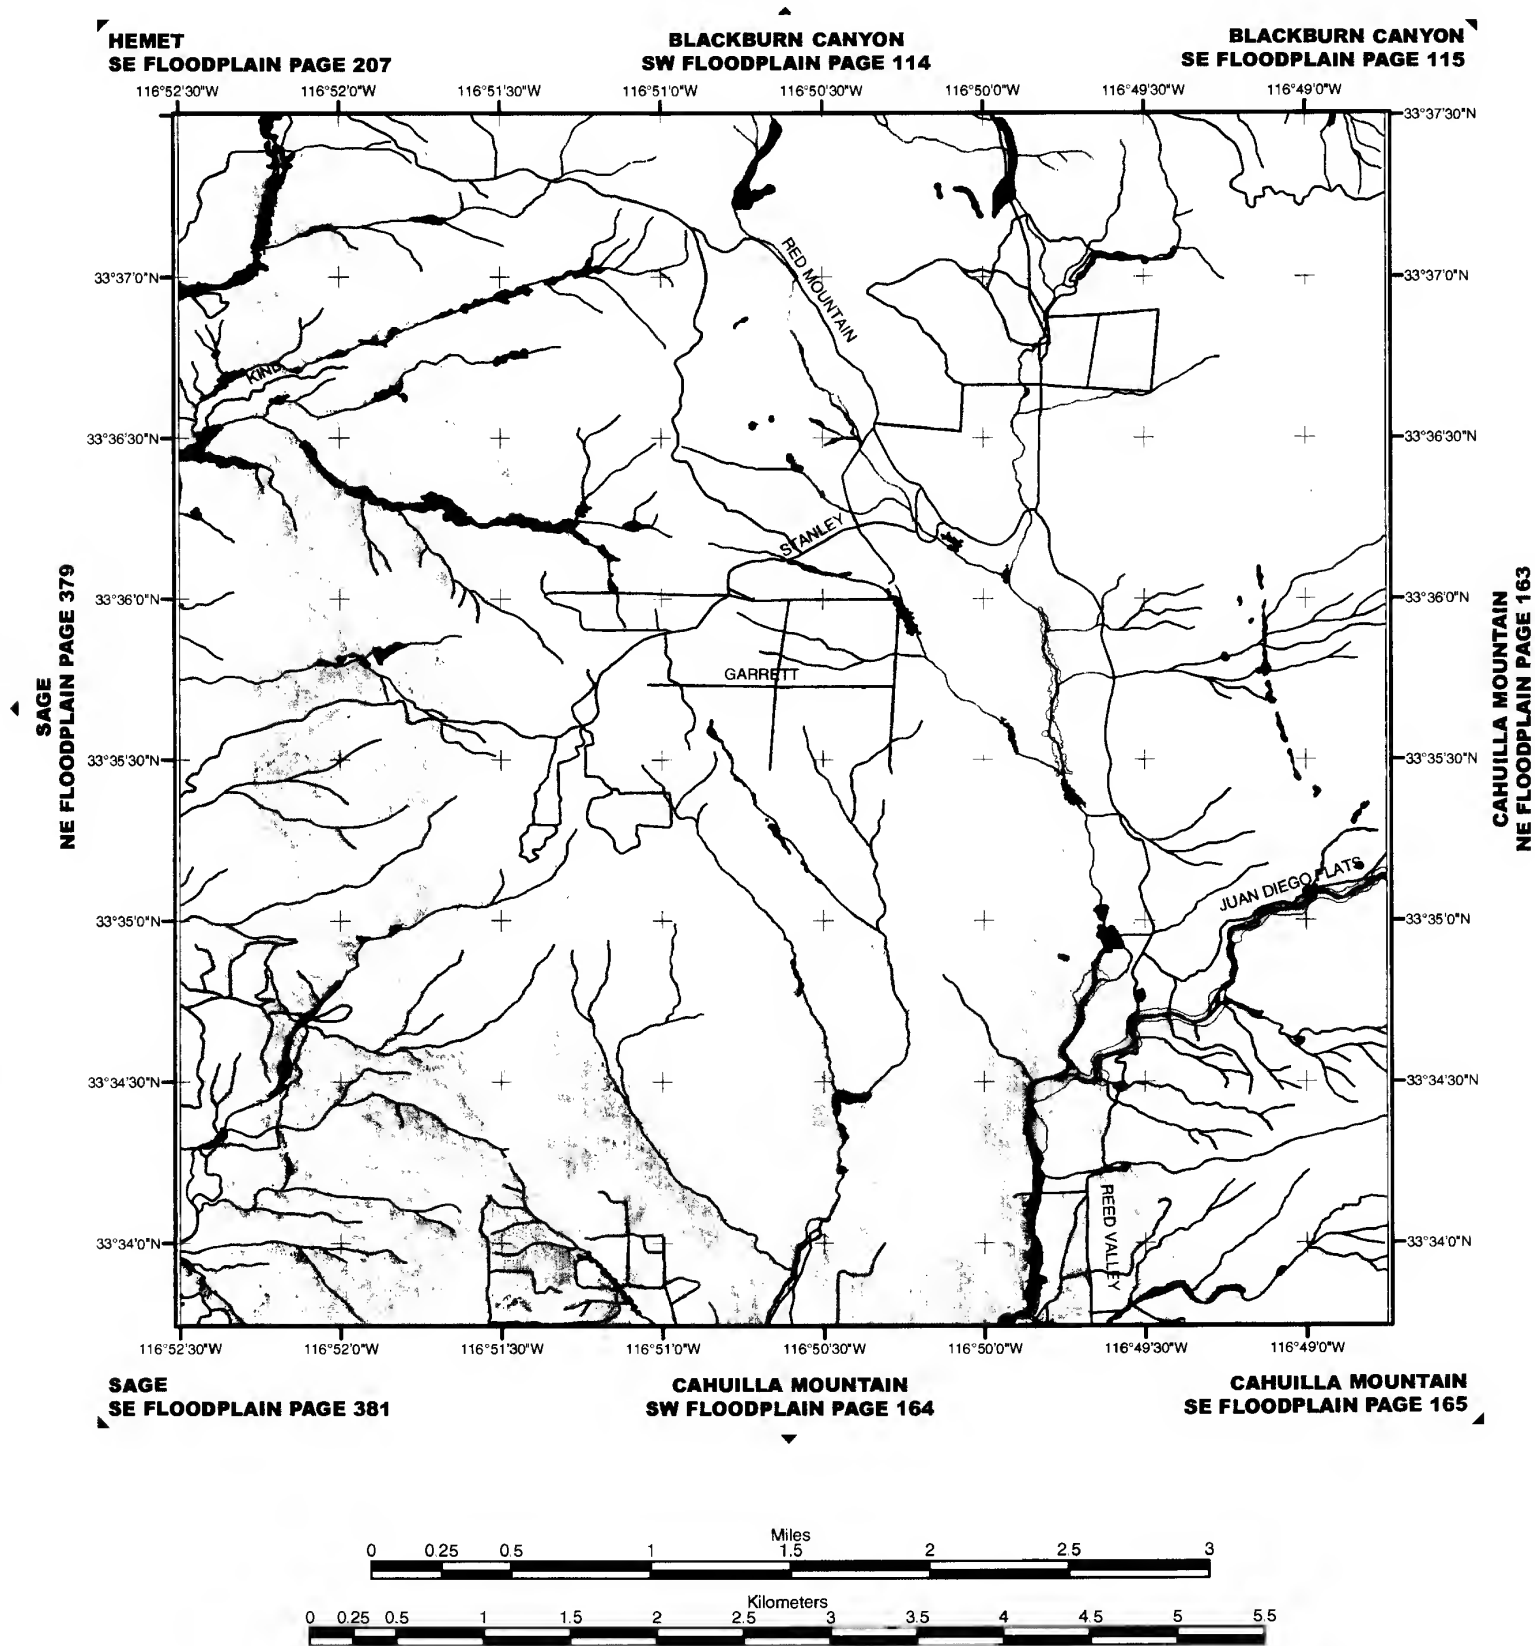 HEMET
SE FLOODPLAIN PAGE 207
BLACKBURN CANYON
SW FLOODPLAIN PAGE 114
BLACKBURN CANYON
SE FLOODPLAIN PAGE 115
116°52'30"W 116°52'0"W 116°51'30"W 116°51'0"W 116°50'30"W 116°50'0"W 116°49'30"W 116°49'0"W
33°37'30"N
RED MOUNTAIN
33°37'0"N 33°37'0"N
KING
33°36'30"N 33°36'30"N
STANLEY
33°36'0"N 33°36'0"N
SAGE
NE FLOODPLAIN PAGE 379
CAHUILLA MOUNTAIN
NE FLOODPLAIN PAGE 163
GARRETT
33°35'30"N 33°35'30"N
JUAN DIEGO FLATS
33°35'0"N 33°35'0"N
33°34'30"N 33°34'30"N
REED VALLEY
33°34'0"N 33°34'0"N
116°52'30"W 116°52'0"W 116°51'30"W 116°51'0"W 116°50'30"W 116°50'0"W 116°49'30"W 116°49'0"W
SAGE
SE FLOODPLAIN PAGE 381
CAHUILLA MOUNTAIN
SW FLOODPLAIN PAGE 164
CAHUILLA MOUNTAIN
SE FLOODPLAIN PAGE 165
Miles
0 0.25 0.5 1 1.5 2 2.5 3
Kilometers
0 0.25 0.5 1 1.5 2 2.5 3 3.5 4 4.5 5 5.5